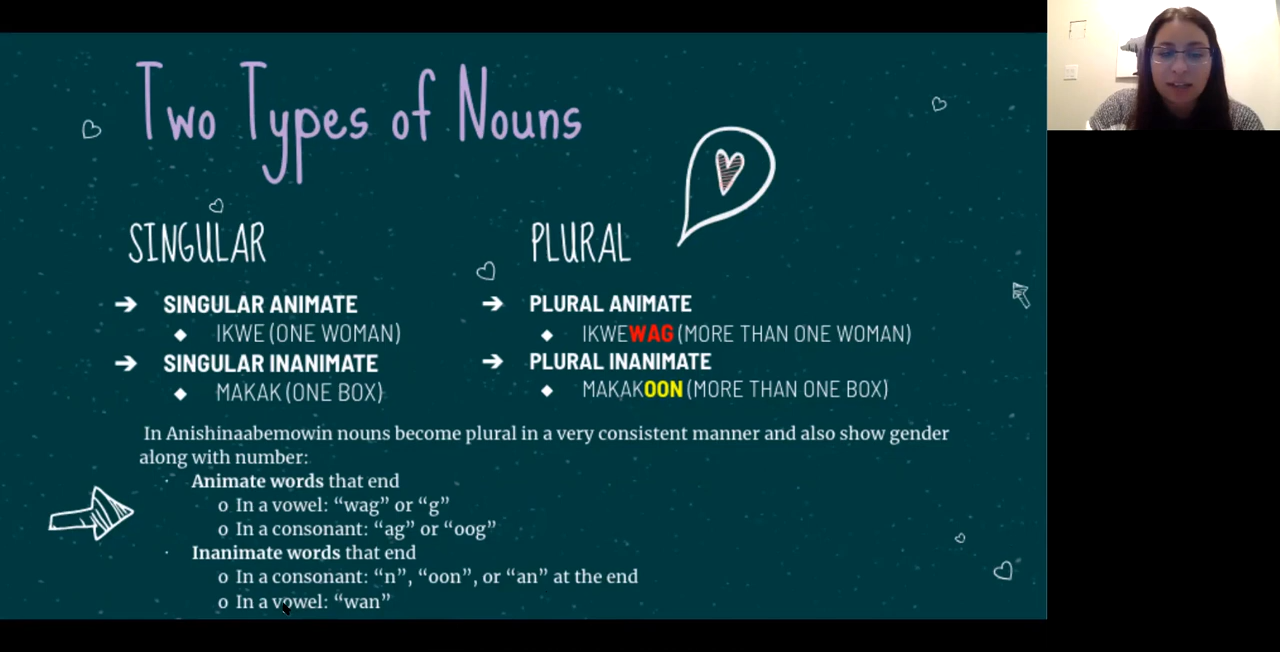 Two Types of Nouns
SINGULAR
➔ SINGULAR ANIMATE
◆ IKWE (ONE WOMAN)
➔ SINGULAR INANIMATE
◆ MAKAK (ONE BOX)
PLURAL
➔ PLURAL ANIMATE
◆ IKWEWAG (MORE THAN ONE WOMAN)
➔ PLURAL INANIMATE
◆ MAKAKOON (MORE THAN ONE BOX)
In Anishinaabemowin nouns become plural in a very consistent manner and also show gender
along with number:
· Animate words that end
o In a vowel: “wag” or “g”
o In a consonant: “ag” or “oog”
· Inanimate words that end
o In a consonant: “n”, “oon”, or “an” at the end
o In a vowel: “wan”